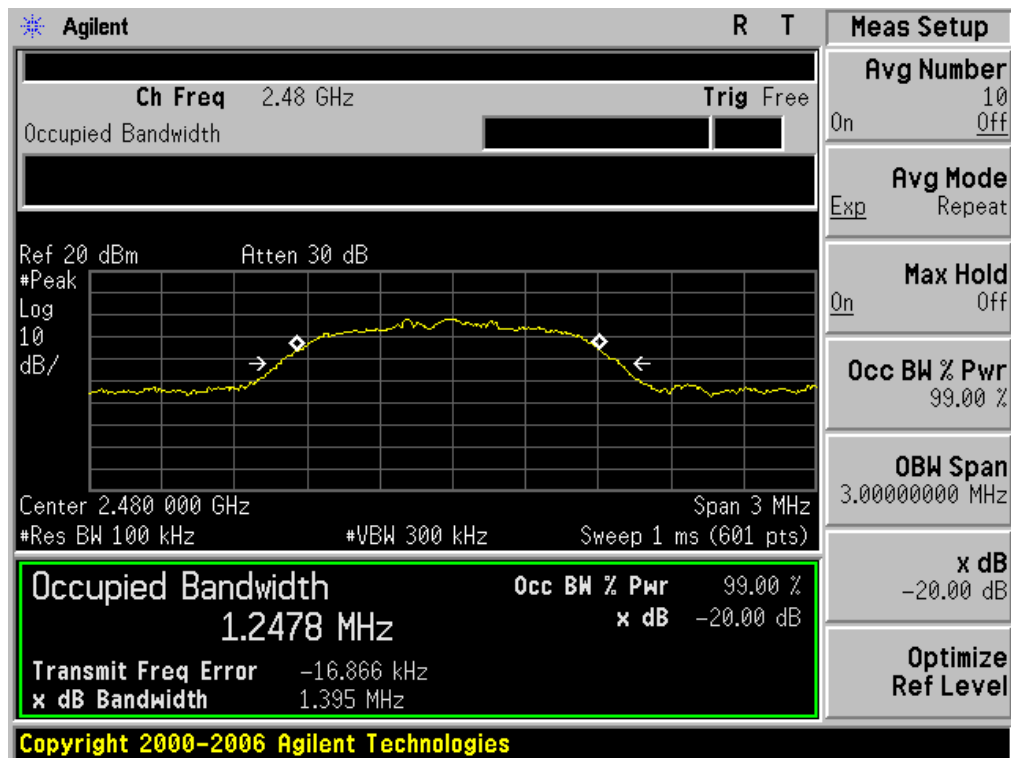 Agilent R T
Ch Freq 2.48 GHz Trig Free
Occupied Bandwidth
Ref 20 dBm Atten 30 dB
#Peak
Log
10
dB/
Center 2.480 000 GHz Span 3 MHz
#Res BW 100 kHz #VBW 300 kHz Sweep 1 ms (601 pts)
Occupied Bandwidth Occ BW % Pwr 99.00 %
1.2478 MHz x dB -20.00 dB
Transmit Freq Error -16.866 kHz
x dB Bandwidth 1.395 MHz
Copyright 2000-2006 Agilent Technologies
Meas Setup
Avg Number
10
On Off
Avg Mode
Exp Repeat
Max Hold
On Off
Occ BW % Pwr
99.00 %
OBW Span
3.00000000 MHz
x dB
-20.00 dB
Optimize
Ref Level